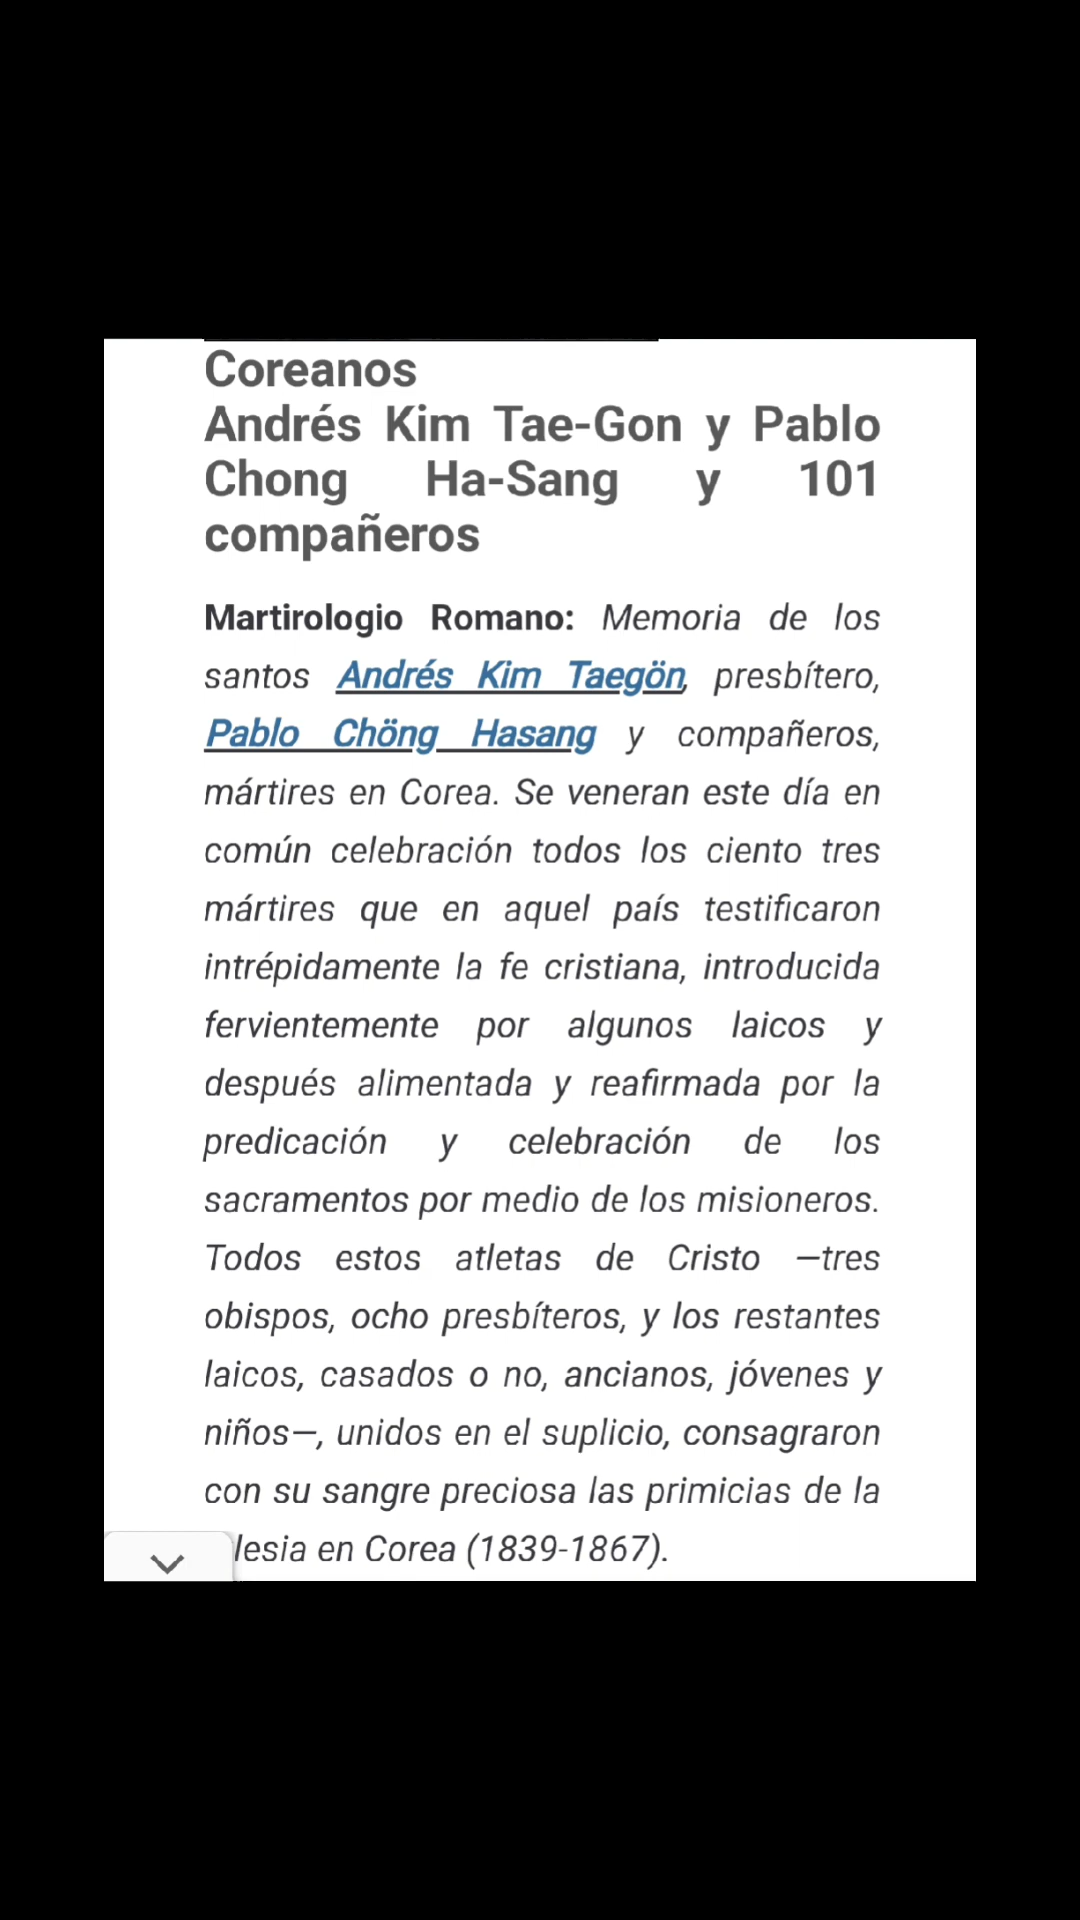 Coreanos
Andrés Kim Tae-Gon y Pablo
Chong Ha-Sang y 101
compañeros
Martirologio Romano: Memoria de los
santos Andrés Kim Taegön, presbítero,
Pablo Chöng Hasang y compañeros,
mártires en Corea. Se veneran este día en
común celebración todos los ciento tres
mártires que en aquel país testificaron
intrépidamente la fe cristiana, introducida
fervientemente por algunos laicos y
después alimentada y reafirmada por la
predicación y celebración de los
sacramentos por medio de los misioneros.
Todos estos atletas de Cristo —tres
obispos, ocho presbíteros, y los restantes
laicos, casados o no, ancianos, jóvenes y
niños—, unidos en el suplicio, consagraron
con su sangre preciosa las primicias de la
lesia en Corea (1839-1867).